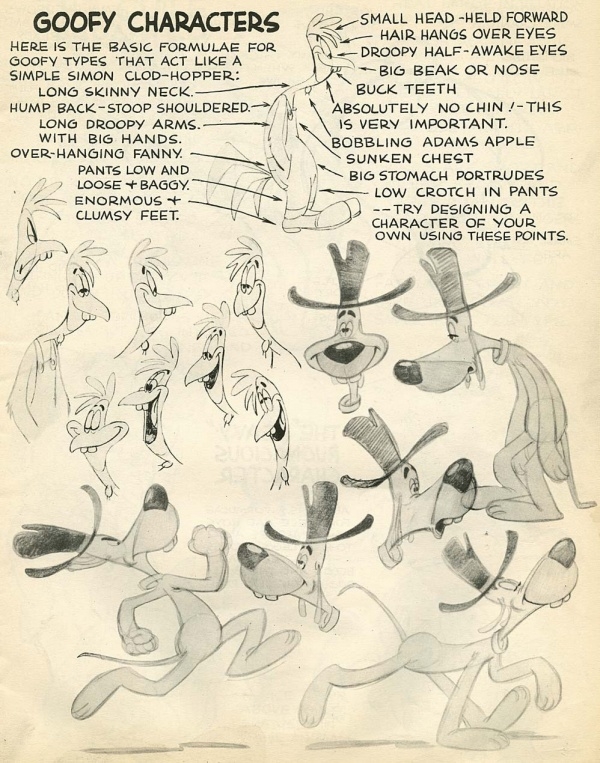 GOOFY CHARACTERS
HERE IS THE BASIC FORMULAE FOR
GOOFY TYPES THAT ACT LIKE A
SIMPLE SIMON CLOD-HOPPER:
LONG SKINNY NECK.
HUMP BACK-STOOP SHOULDERED.
LONG DROOPY ARMS.
WITH BIG HANDS.
OVER-HANGING FANNY.
PANTS LOW AND
LOOSE + BAGGY.
ENORMOUS +
CLUMSY FEET.
SMALL HEAD -HELD FORWARD
HAIR HANGS OVER EYES
DROOPY HALF-AWAKE EYES
BIG BEAK OR NOSE
BUCK TEETH
ABSOLUTELY NO CHIN!-THIS
IS VERY IMPORTANT.
BOBBLING ADAMS APPLE
SUNKEN CHEST
BIG STOMACH PORTRUDES
LOW CROTCH IN PANTS
--TRY DESIGNING A
CHARACTER OF YOUR
OWN USING THESE POINTS.